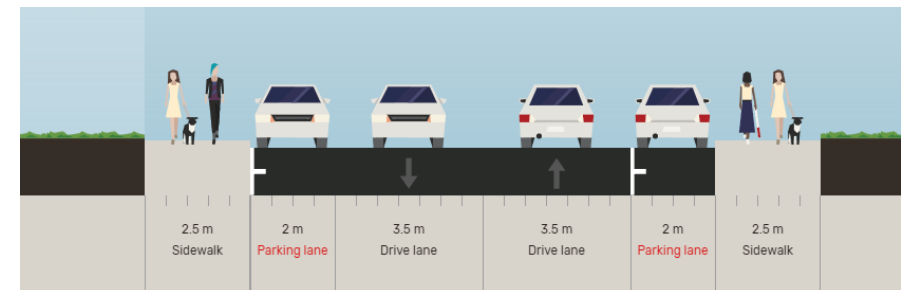 2.5 m
Sidewalk
2 m
Parking lane
3.5 m
Drive lane
3.5 m
Drive lane
2 m
Parking lane
2.5 m
Sidewalk